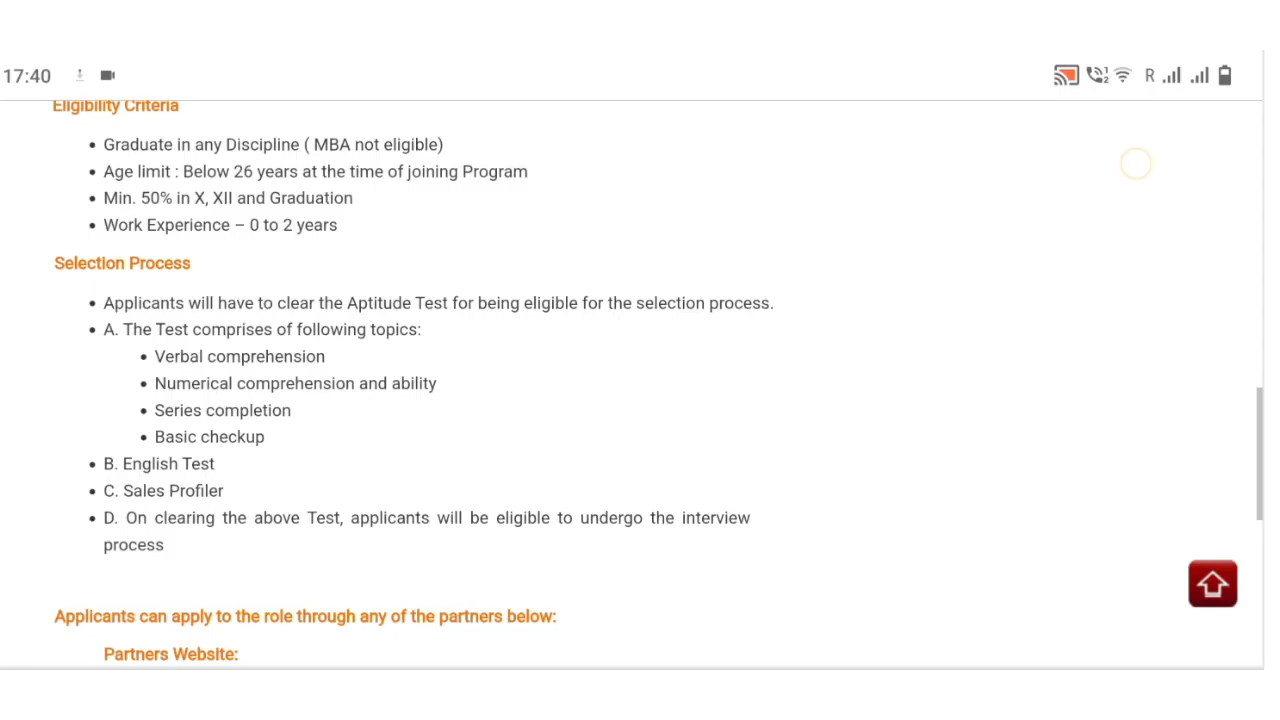 17:40
R
Eligibility Criteria
• Graduate in any Discipline ( MBA not eligible)
• Age limit : Below 26 years at the time of joining Program
• Min. 50% in X, XII and Graduation
• Work Experience – 0 to 2 years
Selection Process
• Applicants will have to clear the Aptitude Test for being eligible for the selection process.
• A. The Test comprises of following topics:
• Verbal comprehension
• Numerical comprehension and ability
• Series completion
• Basic checkup
• B. English Test
• C. Sales Profiler
• D. On clearing the above Test, applicants will be eligible to undergo the interview
process
Applicants can apply to the role through any of the partners below:
Partners Website: